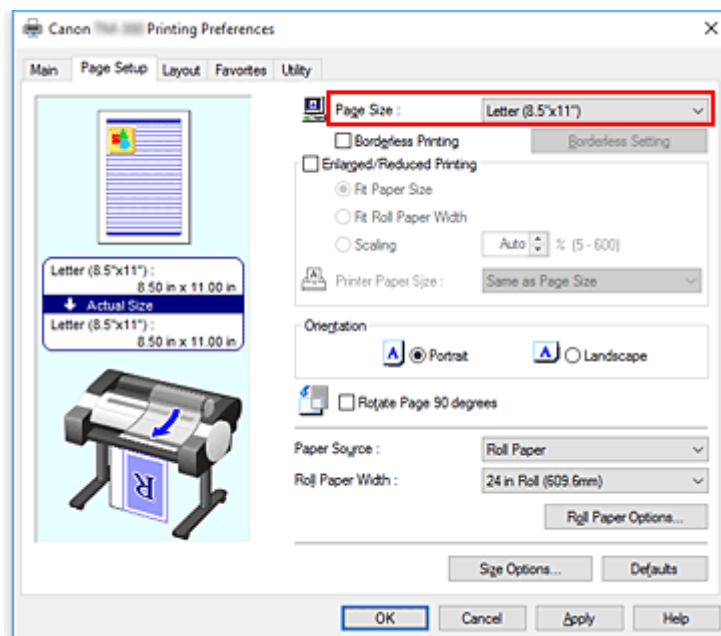 Canon Printing Preferences
Main Page Setup Layout Favorites Utility
Page Size : Letter (8.5"x11")
Borderless Printing Borderless Setting
Enlarged/Reduced Printing
Fit Paper Size
Fit Roll Paper Width
Scaling Auto % (5 - 600)
Printer Paper Size : Same as Page Size
Letter (8.5"x11") :
8.50 in x 11.00 in
Actual Size
Letter (8.5"x11") :
8.50 in x 11.00 in
Orientation
A Portrait A Landscape
Rotate Page 90 degrees
R
Paper Source : Roll Paper
Roll Paper Width : 24 in Roll (609.6mm)
Roll Paper Options...
Size Options... Defaults
OK Cancel Apply Help